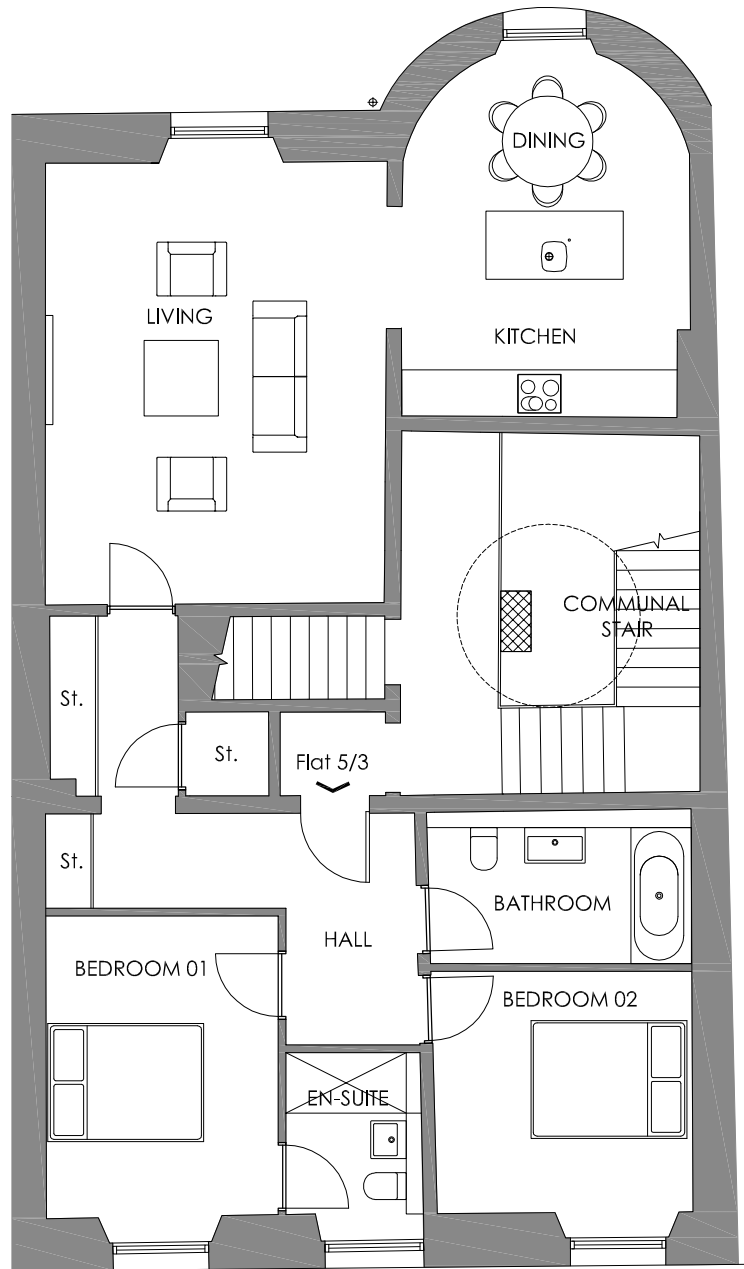 DINING
LIVING
KITCHEN
COMMUNAL
STAIR
St.
St.
Flat 5/3
St.
BATHROOM
HALL
BEDROOM 01
BEDROOM 02
EN-SUITE